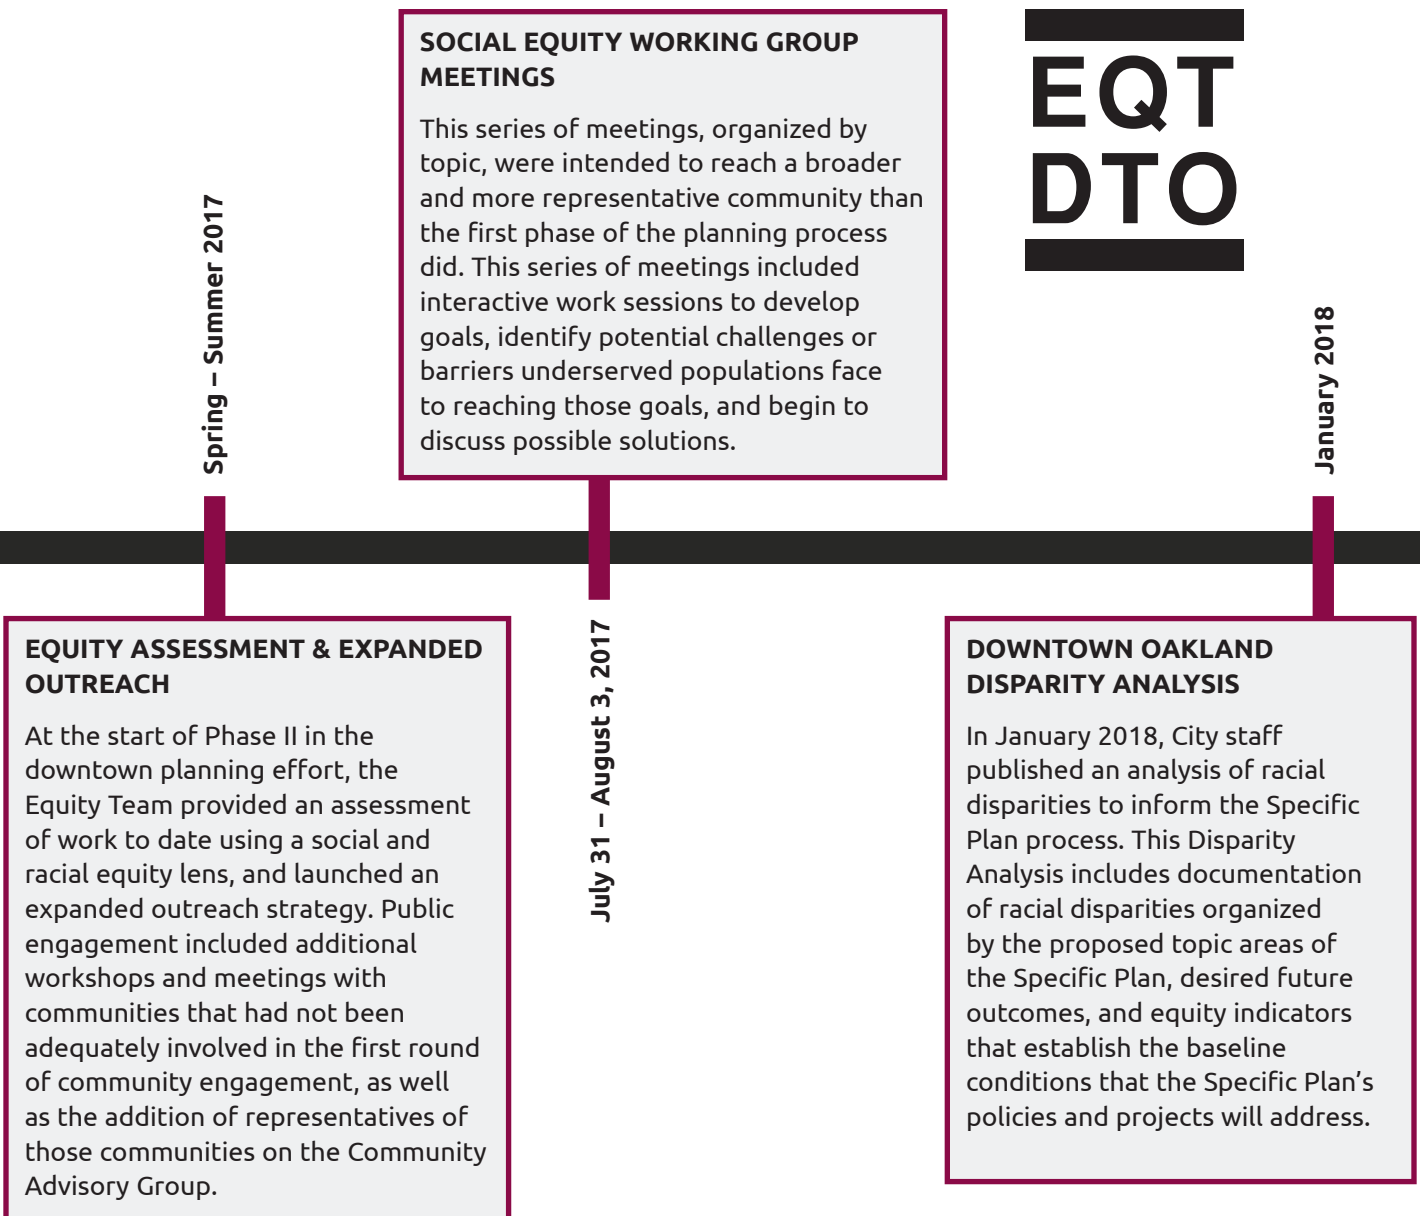 SOCIAL EQUITY WORKING GROUP
MEETINGS
This series of meetings, organized by
topic, were intended to reach a broader
and more representative community than
the first phase of the planning process
did. This series of meetings included
interactive work sessions to develop
goals, identify potential challenges or
barriers underserved populations face
to reaching those goals, and begin to
discuss possible solutions.
EQT
DTO
Spring – Summer 2017
January 2018
EQUITY ASSESSMENT & EXPANDED
OUTREACH
At the start of Phase II in the
downtown planning effort, the
Equity Team provided an assessment
of work to date using a social and
racial equity lens, and launched an
expanded outreach strategy. Public
engagement included additional
workshops and meetings with
communities that had not been
adequately involved in the first round
of community engagement, as well
as the addition of representatives of
those communities on the Community
Advisory Group.
July 31 – August 3, 2017
DOWNTOWN OAKLAND
DISPARITY ANALYSIS
In January 2018, City staff
published an analysis of racial
disparities to inform the Specific
Plan process. This Disparity
Analysis includes documentation
of racial disparities organized
by the proposed topic areas of
the Specific Plan, desired future
outcomes, and equity indicators
that establish the baseline
conditions that the Specific Plan’s
policies and projects will address.